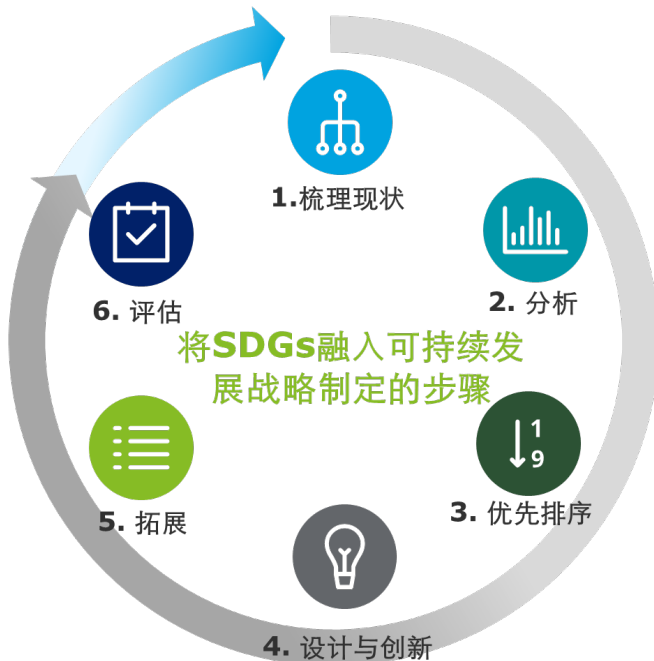 1.梳理现状
2. 分析
1
9
3. 优先排序
4. 设计与创新
5. 拓展
6. 评估
将SDGs融入可持续发
展战略制定的步骤